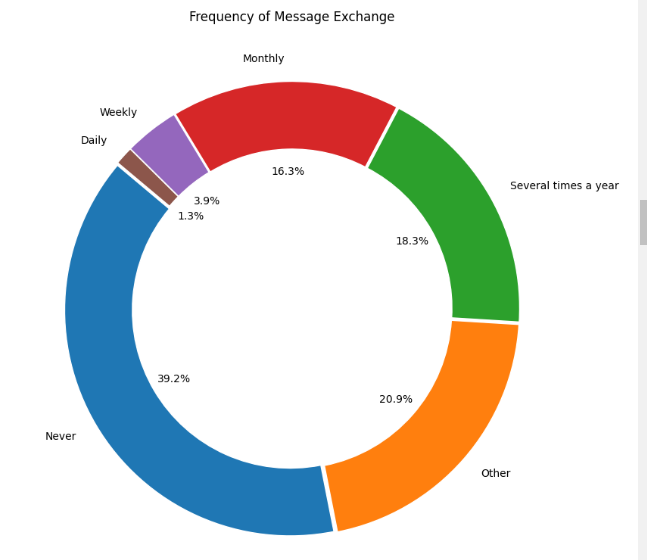 Frequency of Message Exchange
Monthly
Weekly
Daily
16.3%
Several times a year
3.9%
1.3%
18.3%
39.2%
20.9%
Never
Other